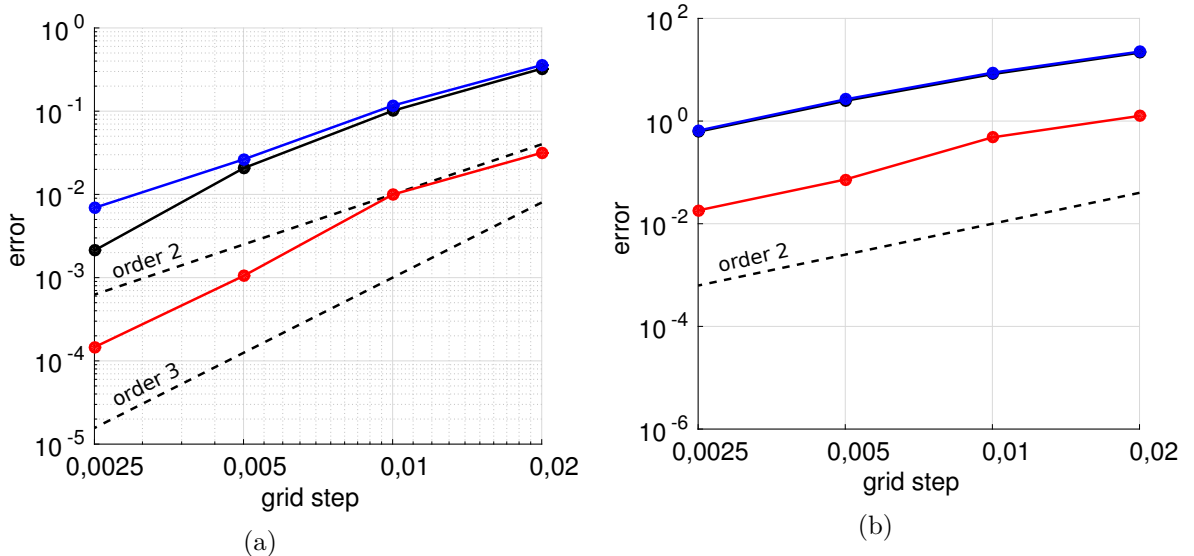 10^0
10^-1
10^-2
10^-3
10^-4
10^-5
error
order 2
order 3
0,0025 0,005 0,01 0,02
grid step
(a)
10^2
10^0
10^-2
10^-4
10^-6
error
order 2
0,0025 0,005 0,01 0,02
grid step
(b)